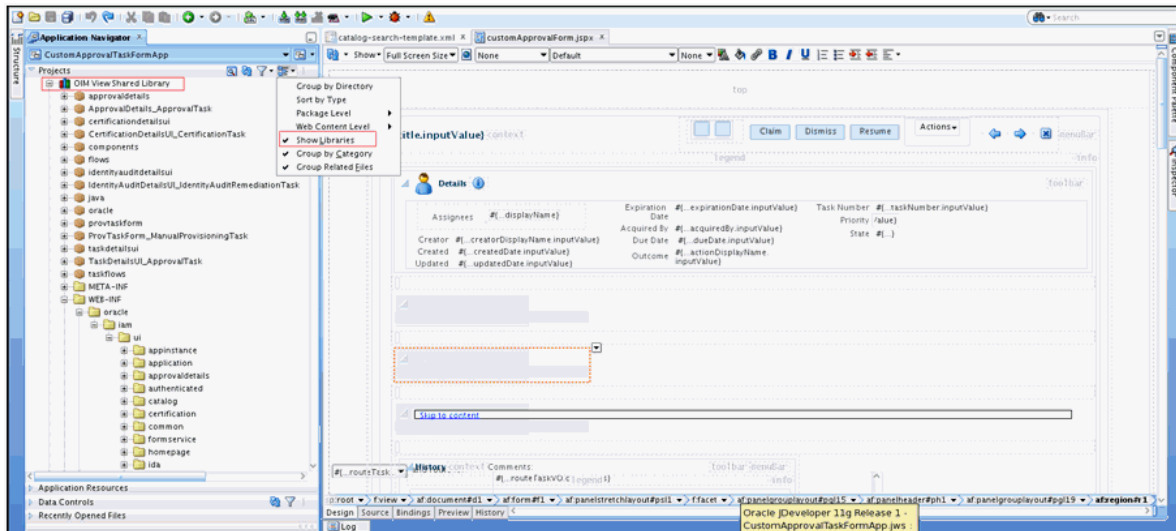 Search
Application Navigator
catalog-search-template.xml customApprovalForm.jspx
CustomApprovalTaskFormApp
Show Full Screen Size None Default None
Structure
Component Palette
Inspector
Projects
OIM View Shared Library
approvaldetails
ApprovalDetails_ApprovalTask
certificationdetailsui
CertificationDetailsUI_CertificationTask
components
flows
identityauditdetailsui
IdentityAuditDetailsUI_IdentityAuditRemediationTask
java
oracle
provtaskform
ProvTaskForm_ManualProvisioningTask
taskdetailsui
TaskDetailsUI_ApprovalTask
taskflows
META-INF
WEB-INF
oracle
iam
ui
appinstance
application
approvaldetails
authenticated
catalog
certification
common
formservice
homepage
ida
Application Resources
Data Controls
Recently Opened Files
Group by Directory
Sort by Type
Package Level
Web Content Level
Show Libraries
Group by Category
Group Related Files
top
title.inputValue} context Claim Dismiss Resume Actions menuBar
legend info
Details toolbar
Assignees #{...displayName}
Creator #{...creatorDisplayName.inputValue}
Created #{...createdDate.inputValue}
Updated #{...updatedDate.inputValue}
Expiration Date #{...expirationDate.inputValue}
Acquired By #{...acquiredBy.inputValue}
Due Date #{...dueDate.inputValue}
Outcome #{...actionDisplayName.inputValue}
Task Number #{...taskNumber.inputValue}
Priority Value}
State #{...}
Skip to content
History context Comments: toolbar menuBar
#{...routeTask...
legend
p:root f:view af:document#d1 af:form#f1 af:panelstretchlayout#pstl1 f:facet af:panelgrouplayout#pgl15 af:panelheader#ph1 af:panelgrouplayout#pgl19 af:region#r1
Design Source Bindings Preview History
Log
Oracle JDeveloper 11g Release 1 -
CustomApprovalTaskFormApp.jws :